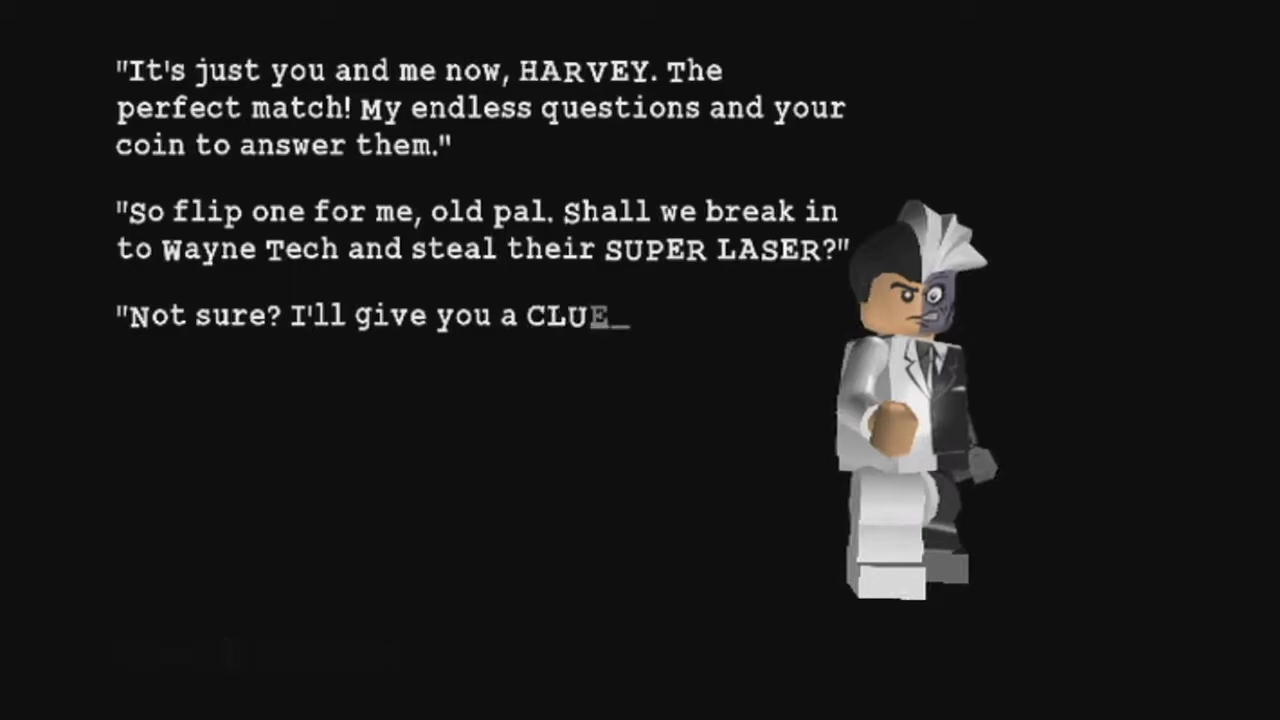 "It's just you and me now, HARVEY. The
perfect match! My endless questions and your
coin to answer them."
"So flip one for me, old pal. Shall we break in
to Wayne Tech and steal their SUPER LASER?"
"Not sure? I'll give you a CLUE_